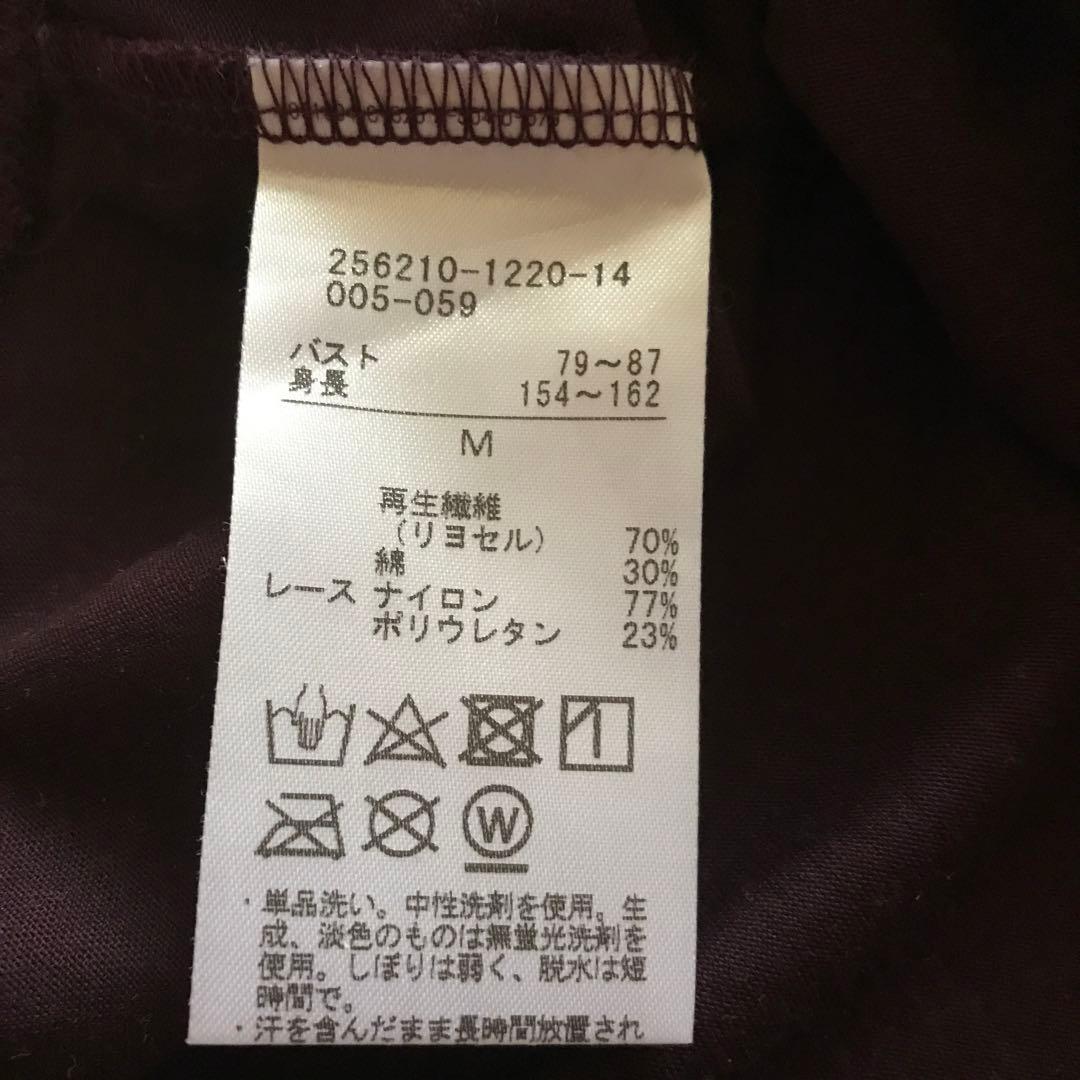 256210-1220-14
005-059
バスト 79～87
身長 154～162
M
再生繊維
(リヨセル) 70%
綿 30%
レース ナイロン 77%
ポリウレタン 23%
W
・単品洗い。中性洗剤を使用。生
成、淡色のものは無蛍光洗剤を
使用。しぼりは弱く、脱水は短
時間で。
・汗を含んだまま長時間放置され